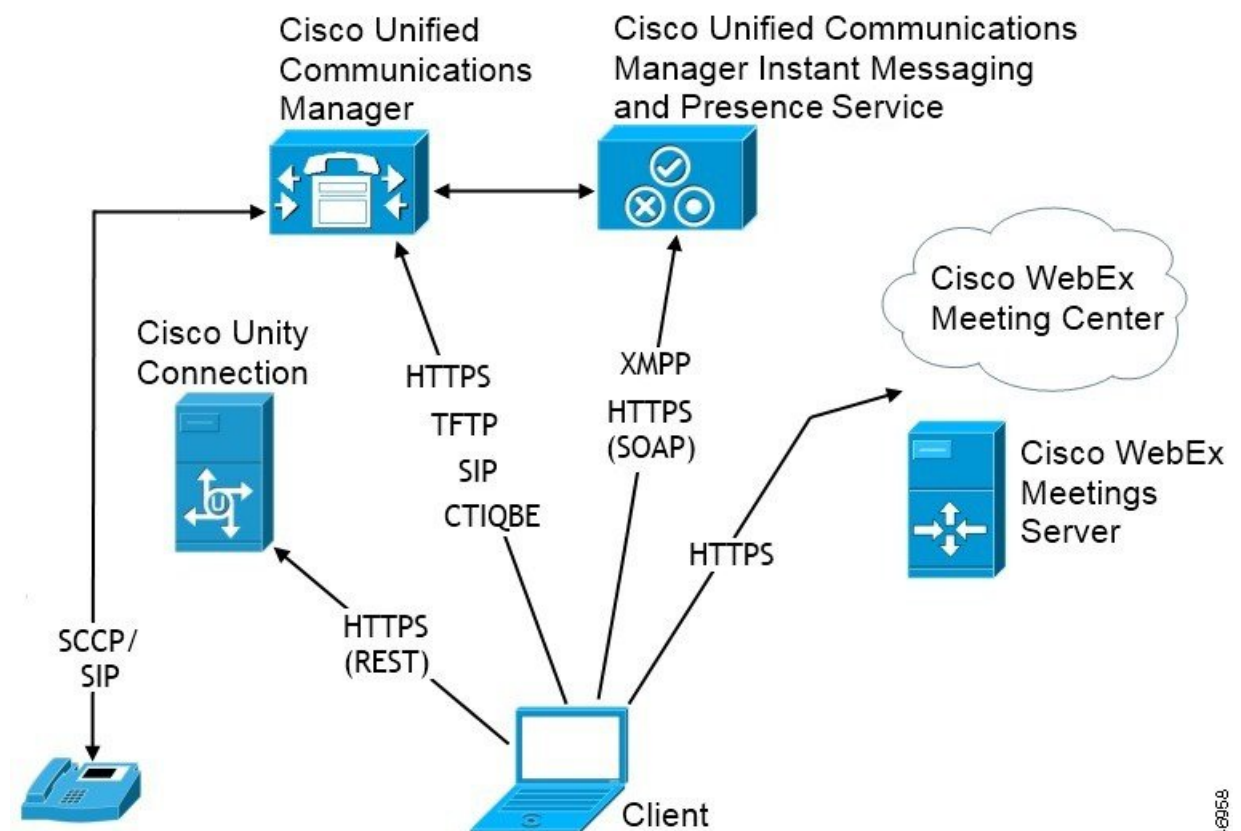 Cisco Unified
Communications
Manager
Cisco Unified Communications
Manager Instant Messaging
and Presence Service
Cisco WebEx
Meeting Center
Cisco Unity
Connection
U
HTTPS
TFTP
SIP
CTIQBE
XMPP
HTTPS
(SOAP)
HTTPS
Cisco WebEx
Meetings
Server
HTTPS
(REST)
SCCP/
SIP
Client